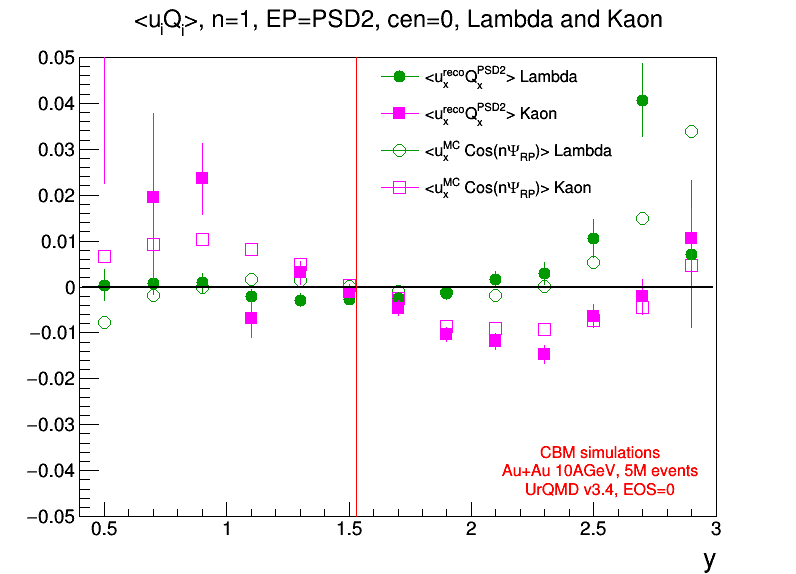 <u_iQ_i>, n=1, EP=PSD2, cen=0, Lambda and Kaon
0.05
0.04
0.03
0.02
0.01
0
−0.01
−0.02
−0.03
−0.04
−0.05
<u_x^reco Q_x^PSD2> Lambda
<u_x^reco Q_x^PSD2> Kaon
<u_x^MC Cos(nΨ_RP)> Lambda
<u_x^MC Cos(nΨ_RP)> Kaon
CBM simulations
Au+Au 10AGeV, 5M events
UrQMD v3.4, EOS=0
0.5 1 1.5 2 2.5 3
y